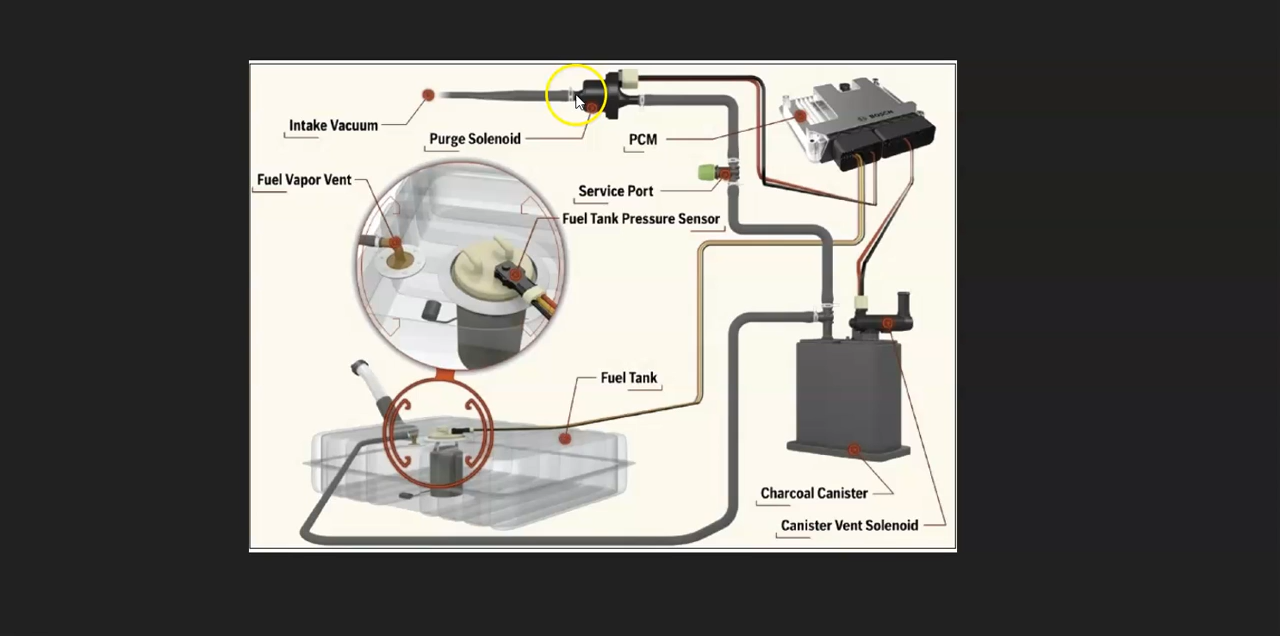 Intake Vacuum
Purge Solenoid
PCM
BOSCH
Fuel Vapor Vent
Service Port
Fuel Tank Pressure Sensor
Fuel Tank
Charcoal Canister
Canister Vent Solenoid